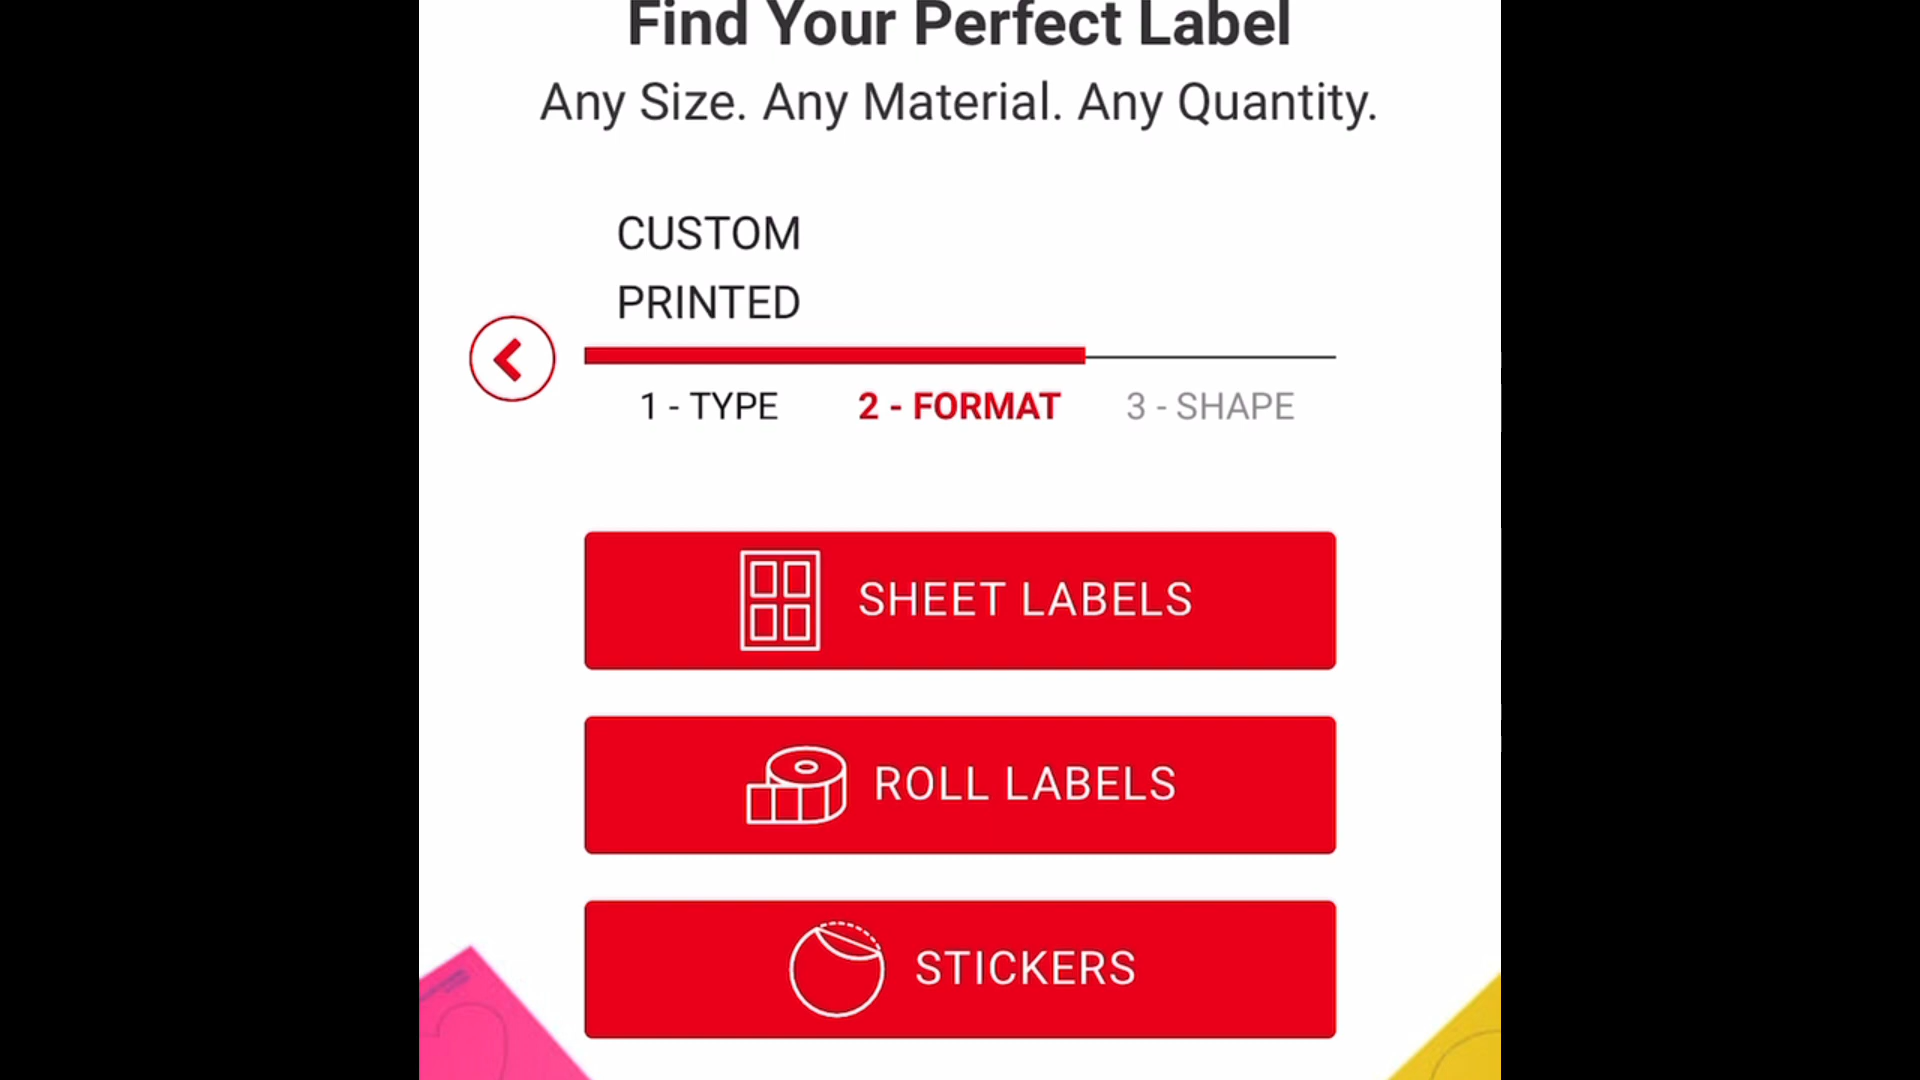 Find Your Perfect Label
Any Size. Any Material. Any Quantity.
CUSTOM
PRINTED
1 - TYPE 2 - FORMAT 3 - SHAPE
SHEET LABELS
ROLL LABELS
STICKERS